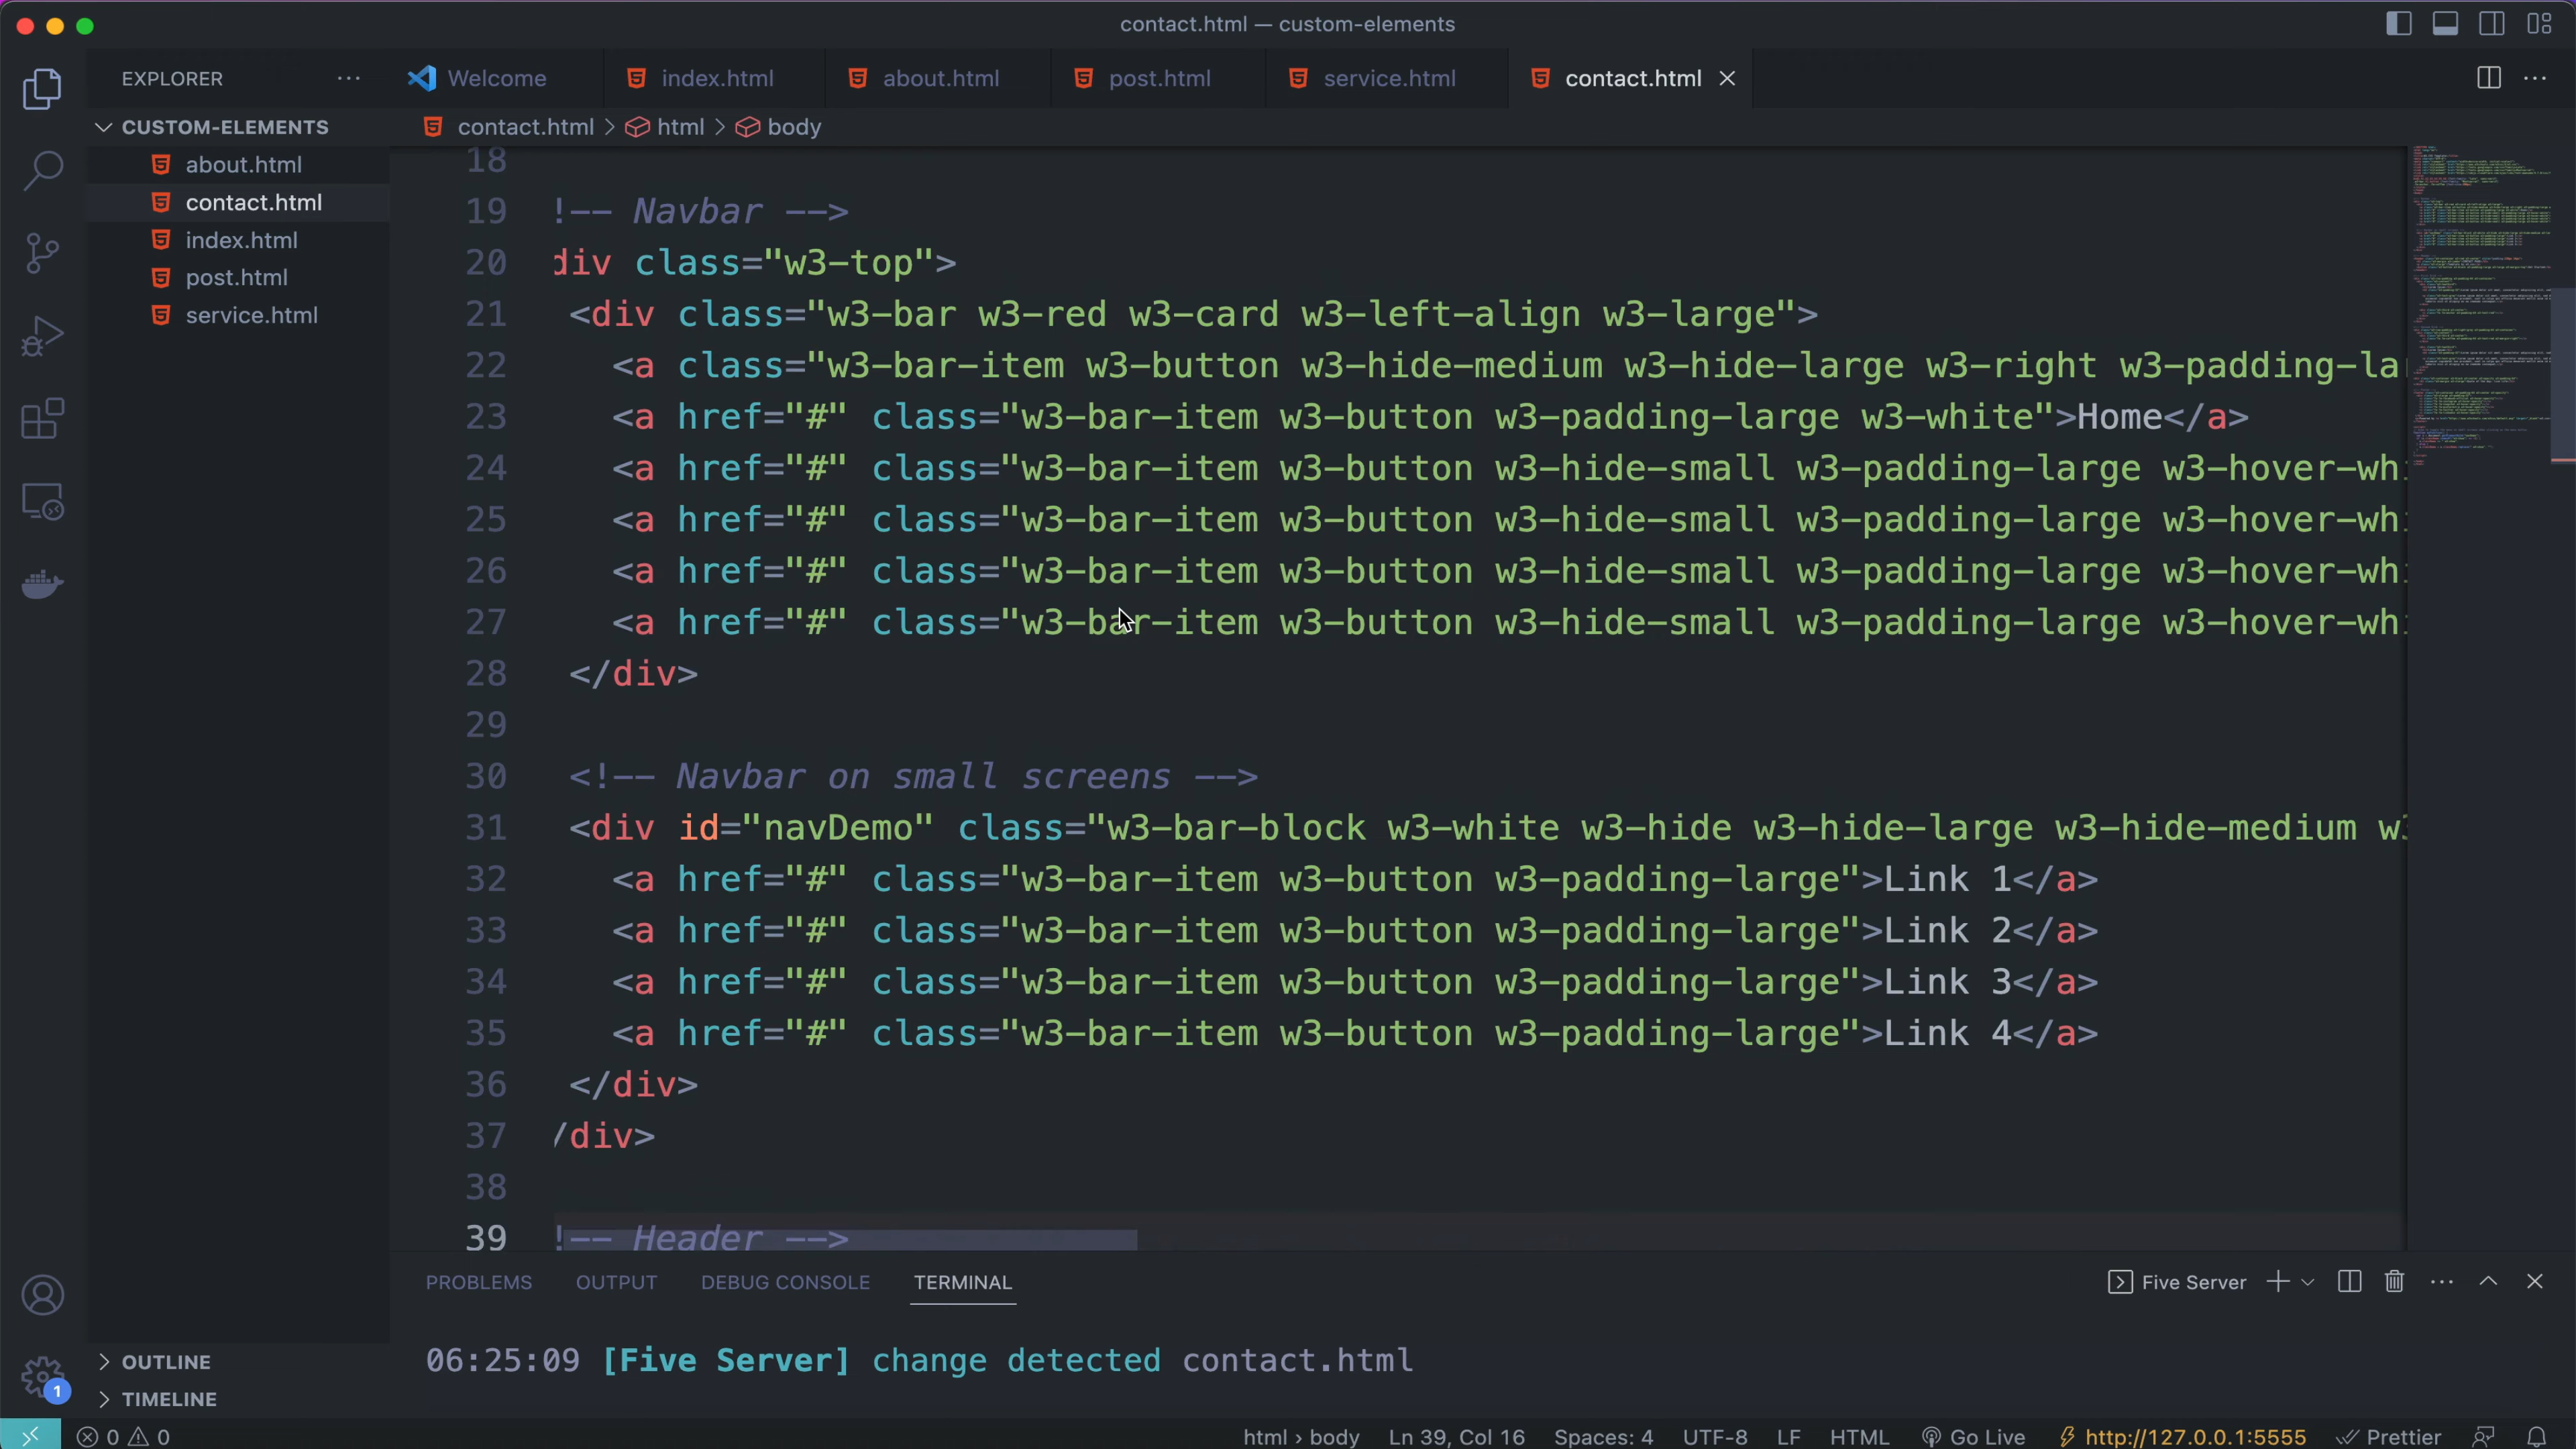 contact.html — custom-elements
EXPLORER
Welcome
index.html
about.html
post.html
service.html
contact.html
CUSTOM-ELEMENTS
contact.html > html > body
about.html
contact.html
index.html
post.html
service.html
18
19 !-- Navbar -->
20 div class="w3-top">
21 <div class="w3-bar w3-red w3-card w3-left-align w3-large">
22 <a class="w3-bar-item w3-button w3-hide-medium w3-hide-large w3-right w3-padding-la
23 <a href="#" class="w3-bar-item w3-button w3-padding-large w3-white">Home</a>
24 <a href="#" class="w3-bar-item w3-button w3-hide-small w3-padding-large w3-hover-whi
25 <a href="#" class="w3-bar-item w3-button w3-hide-small w3-padding-large w3-hover-whi
26 <a href="#" class="w3-bar-item w3-button w3-hide-small w3-padding-large w3-hover-whi
27 <a href="#" class="w3-bar-item w3-button w3-hide-small w3-padding-large w3-hover-whi
28 </div>
29
30 <!-- Navbar on small screens -->
31 <div id="navDemo" class="w3-bar-block w3-white w3-hide w3-hide-large w3-hide-medium w3
32 <a href="#" class="w3-bar-item w3-button w3-padding-large">Link 1</a>
33 <a href="#" class="w3-bar-item w3-button w3-padding-large">Link 2</a>
34 <a href="#" class="w3-bar-item w3-button w3-padding-large">Link 3</a>
35 <a href="#" class="w3-bar-item w3-button w3-padding-large">Link 4</a>
36 </div>
37 /div>
38
39 !-- Header -->
PROBLEMS OUTPUT DEBUG CONSOLE TERMINAL
Five Server
06:25:09 [Five Server] change detected contact.html
OUTLINE
TIMELINE
1
0 0
html › body Ln 39, Col 16 Spaces: 4 UTF-8 LF HTML Go Live http://127.0.0.1:5555 Prettier